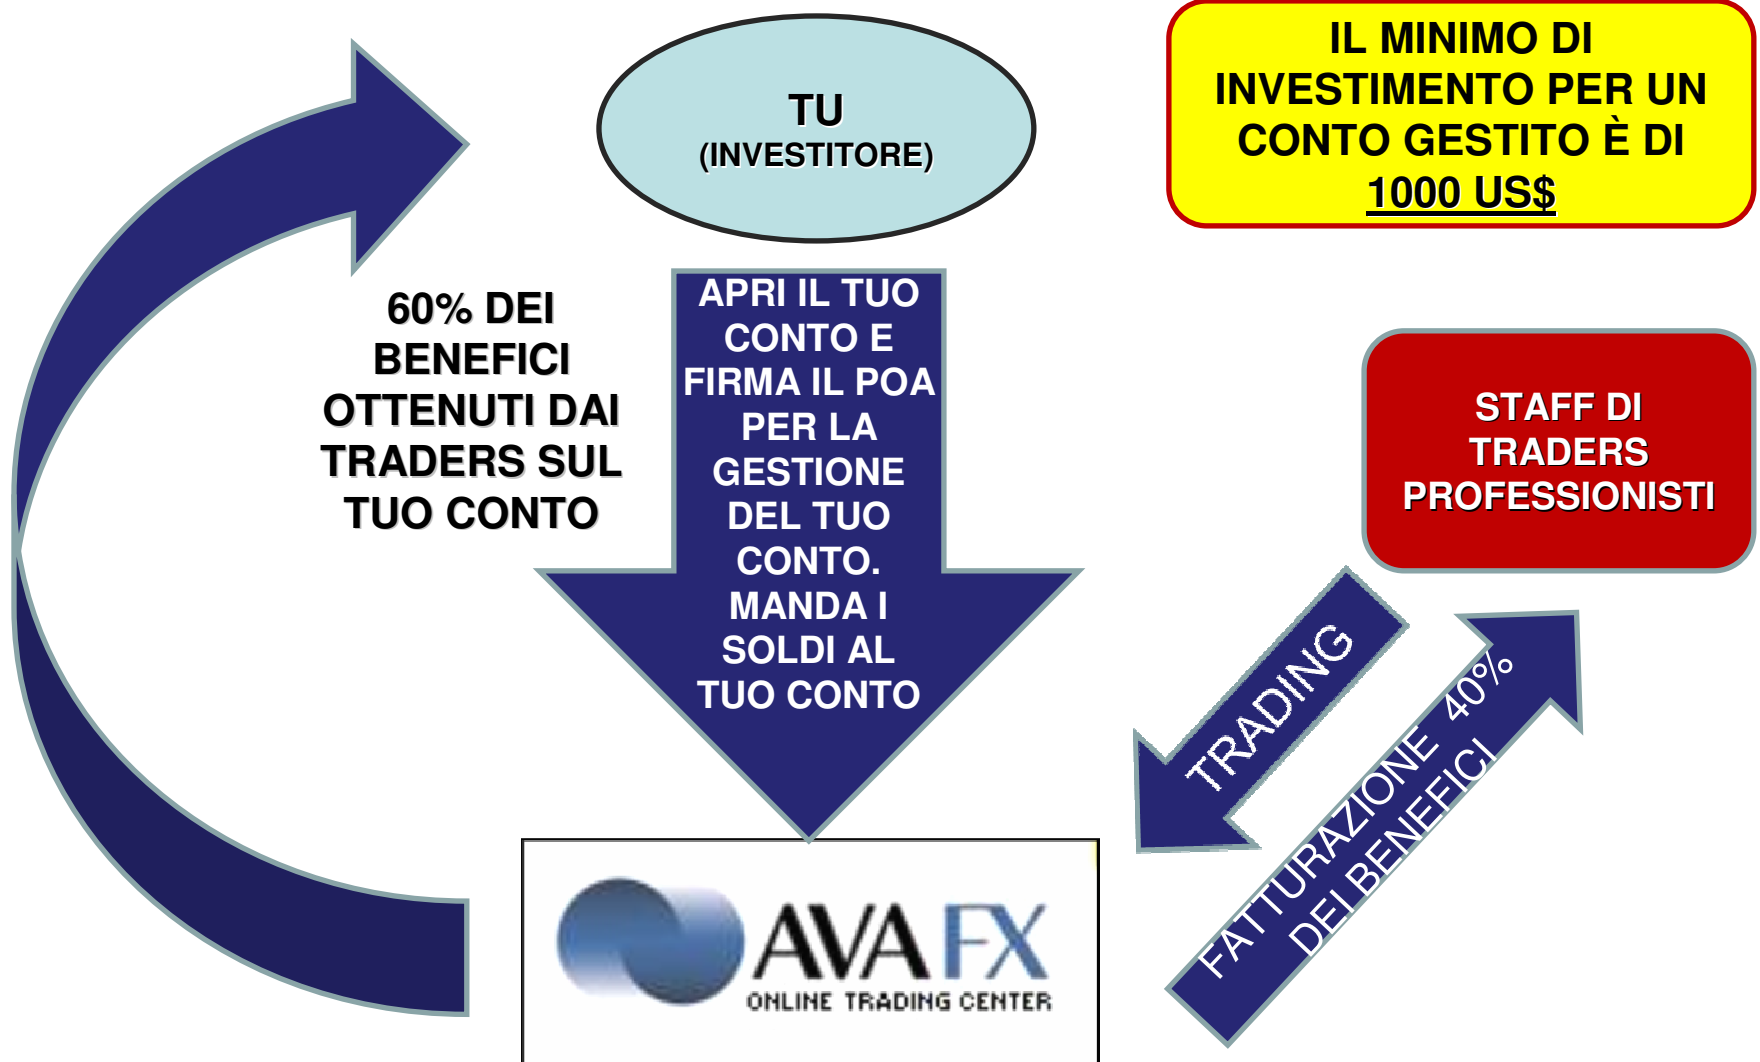 TU
(INVESTITORE)
IL MINIMO DI
INVESTIMENTO PER UN
CONTO GESTITO È DI
1000 US$
60% DEI
BENEFICI
OTTENUTI DAI
TRADERS SUL
TUO CONTO
APRI IL TUO
CONTO E
FIRMA IL POA
PER LA
GESTIONE
DEL TUO
CONTO.
MANDA I
SOLDI AL
TUO CONTO
STAFF DI
TRADERS
PROFESSIONISTI
TRADING
FATTURAZIONE 40%
DEI BENEFICI
AVA FX
ONLINE TRADING CENTER